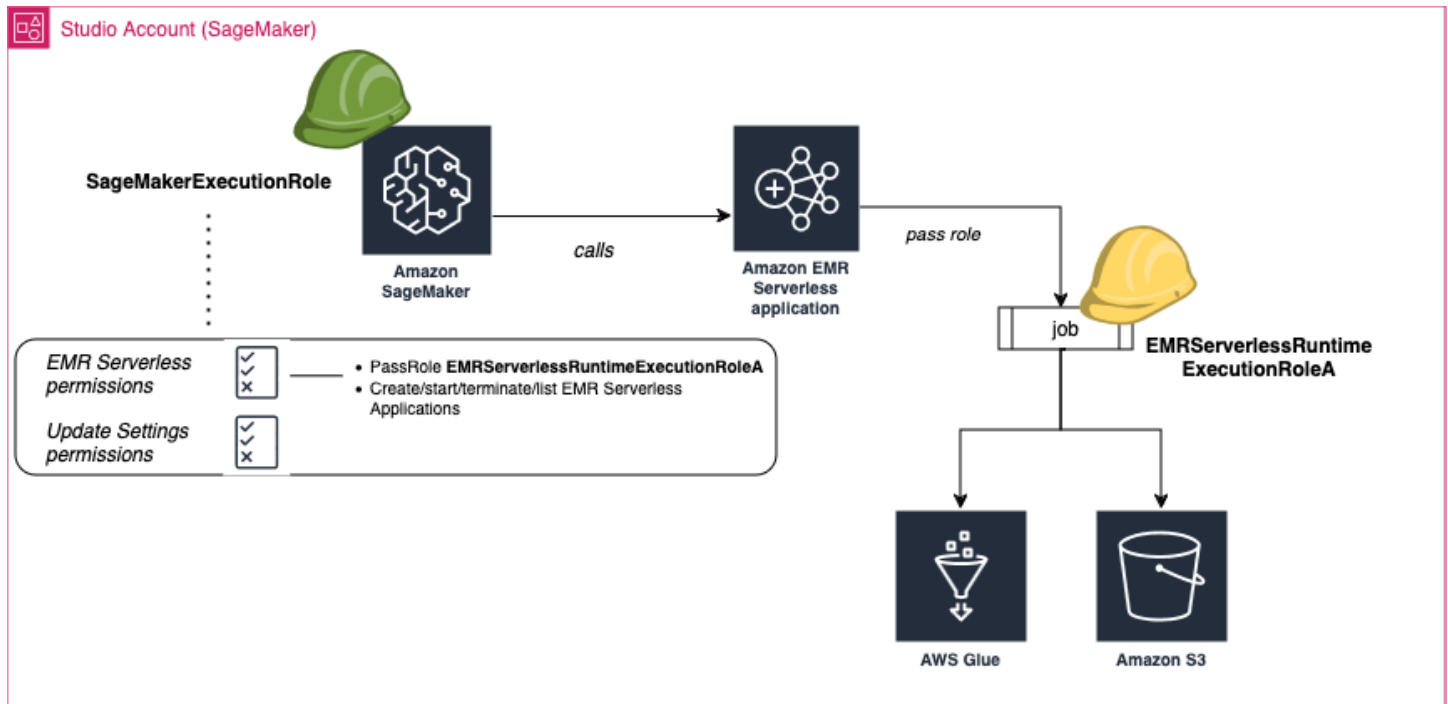 Studio Account (SageMaker)
SageMakerExecutionRole
Amazon
SageMaker
calls
Amazon EMR
Serverless
application
pass role
job
EMRServerlessRuntime
ExecutionRoleA
EMR Serverless
permissions
• PassRole EMRServerlessRuntimeExecutionRoleA
• Create/start/terminate/list EMR Serverless
Applications
Update Settings
permissions
AWS Glue
Amazon S3